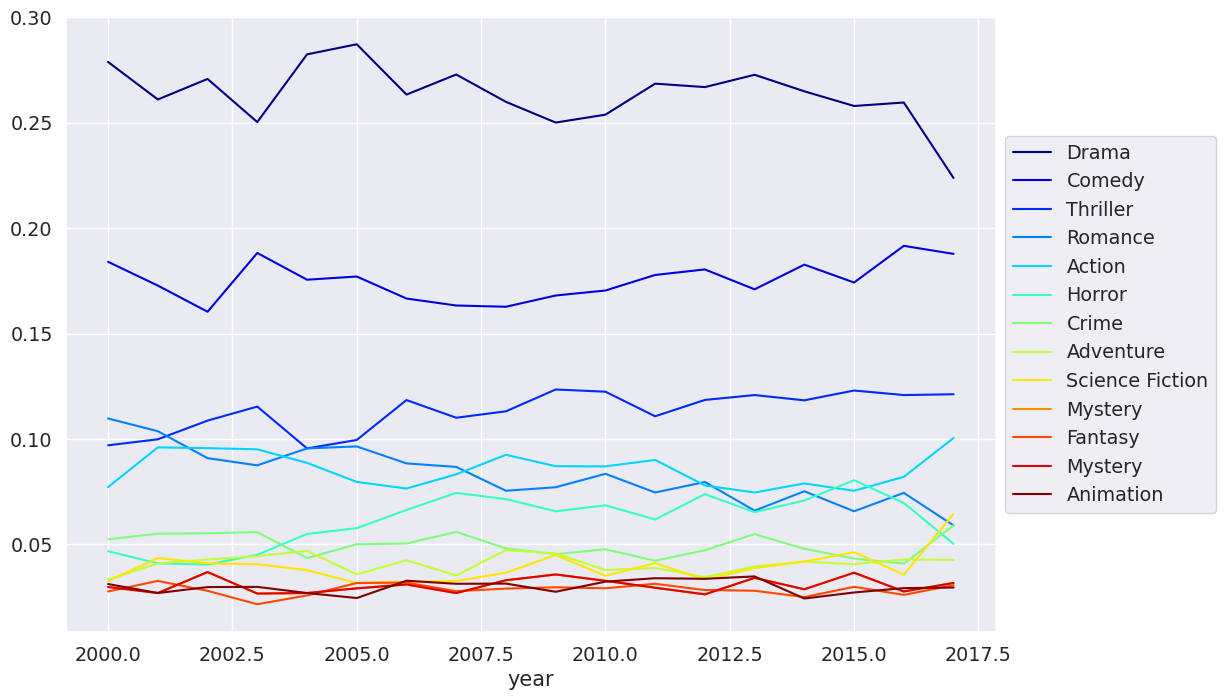 0.30
0.25
0.20
0.15
0.10
0.05
2000.0 2002.5 2005.0 2007.5 2010.0 2012.5 2015.0 2017.5
year
Drama
Comedy
Thriller
Romance
Action
Horror
Crime
Adventure
Science Fiction
Mystery
Fantasy
Mystery
Animation